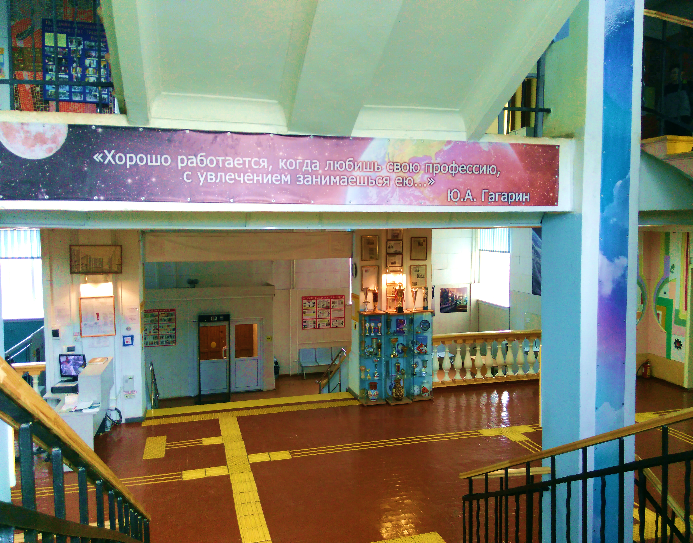 «Хорошо работается, когда любишь свою профессию,
с увлечением занимаешься ею...»
Ю.А. Гагарин